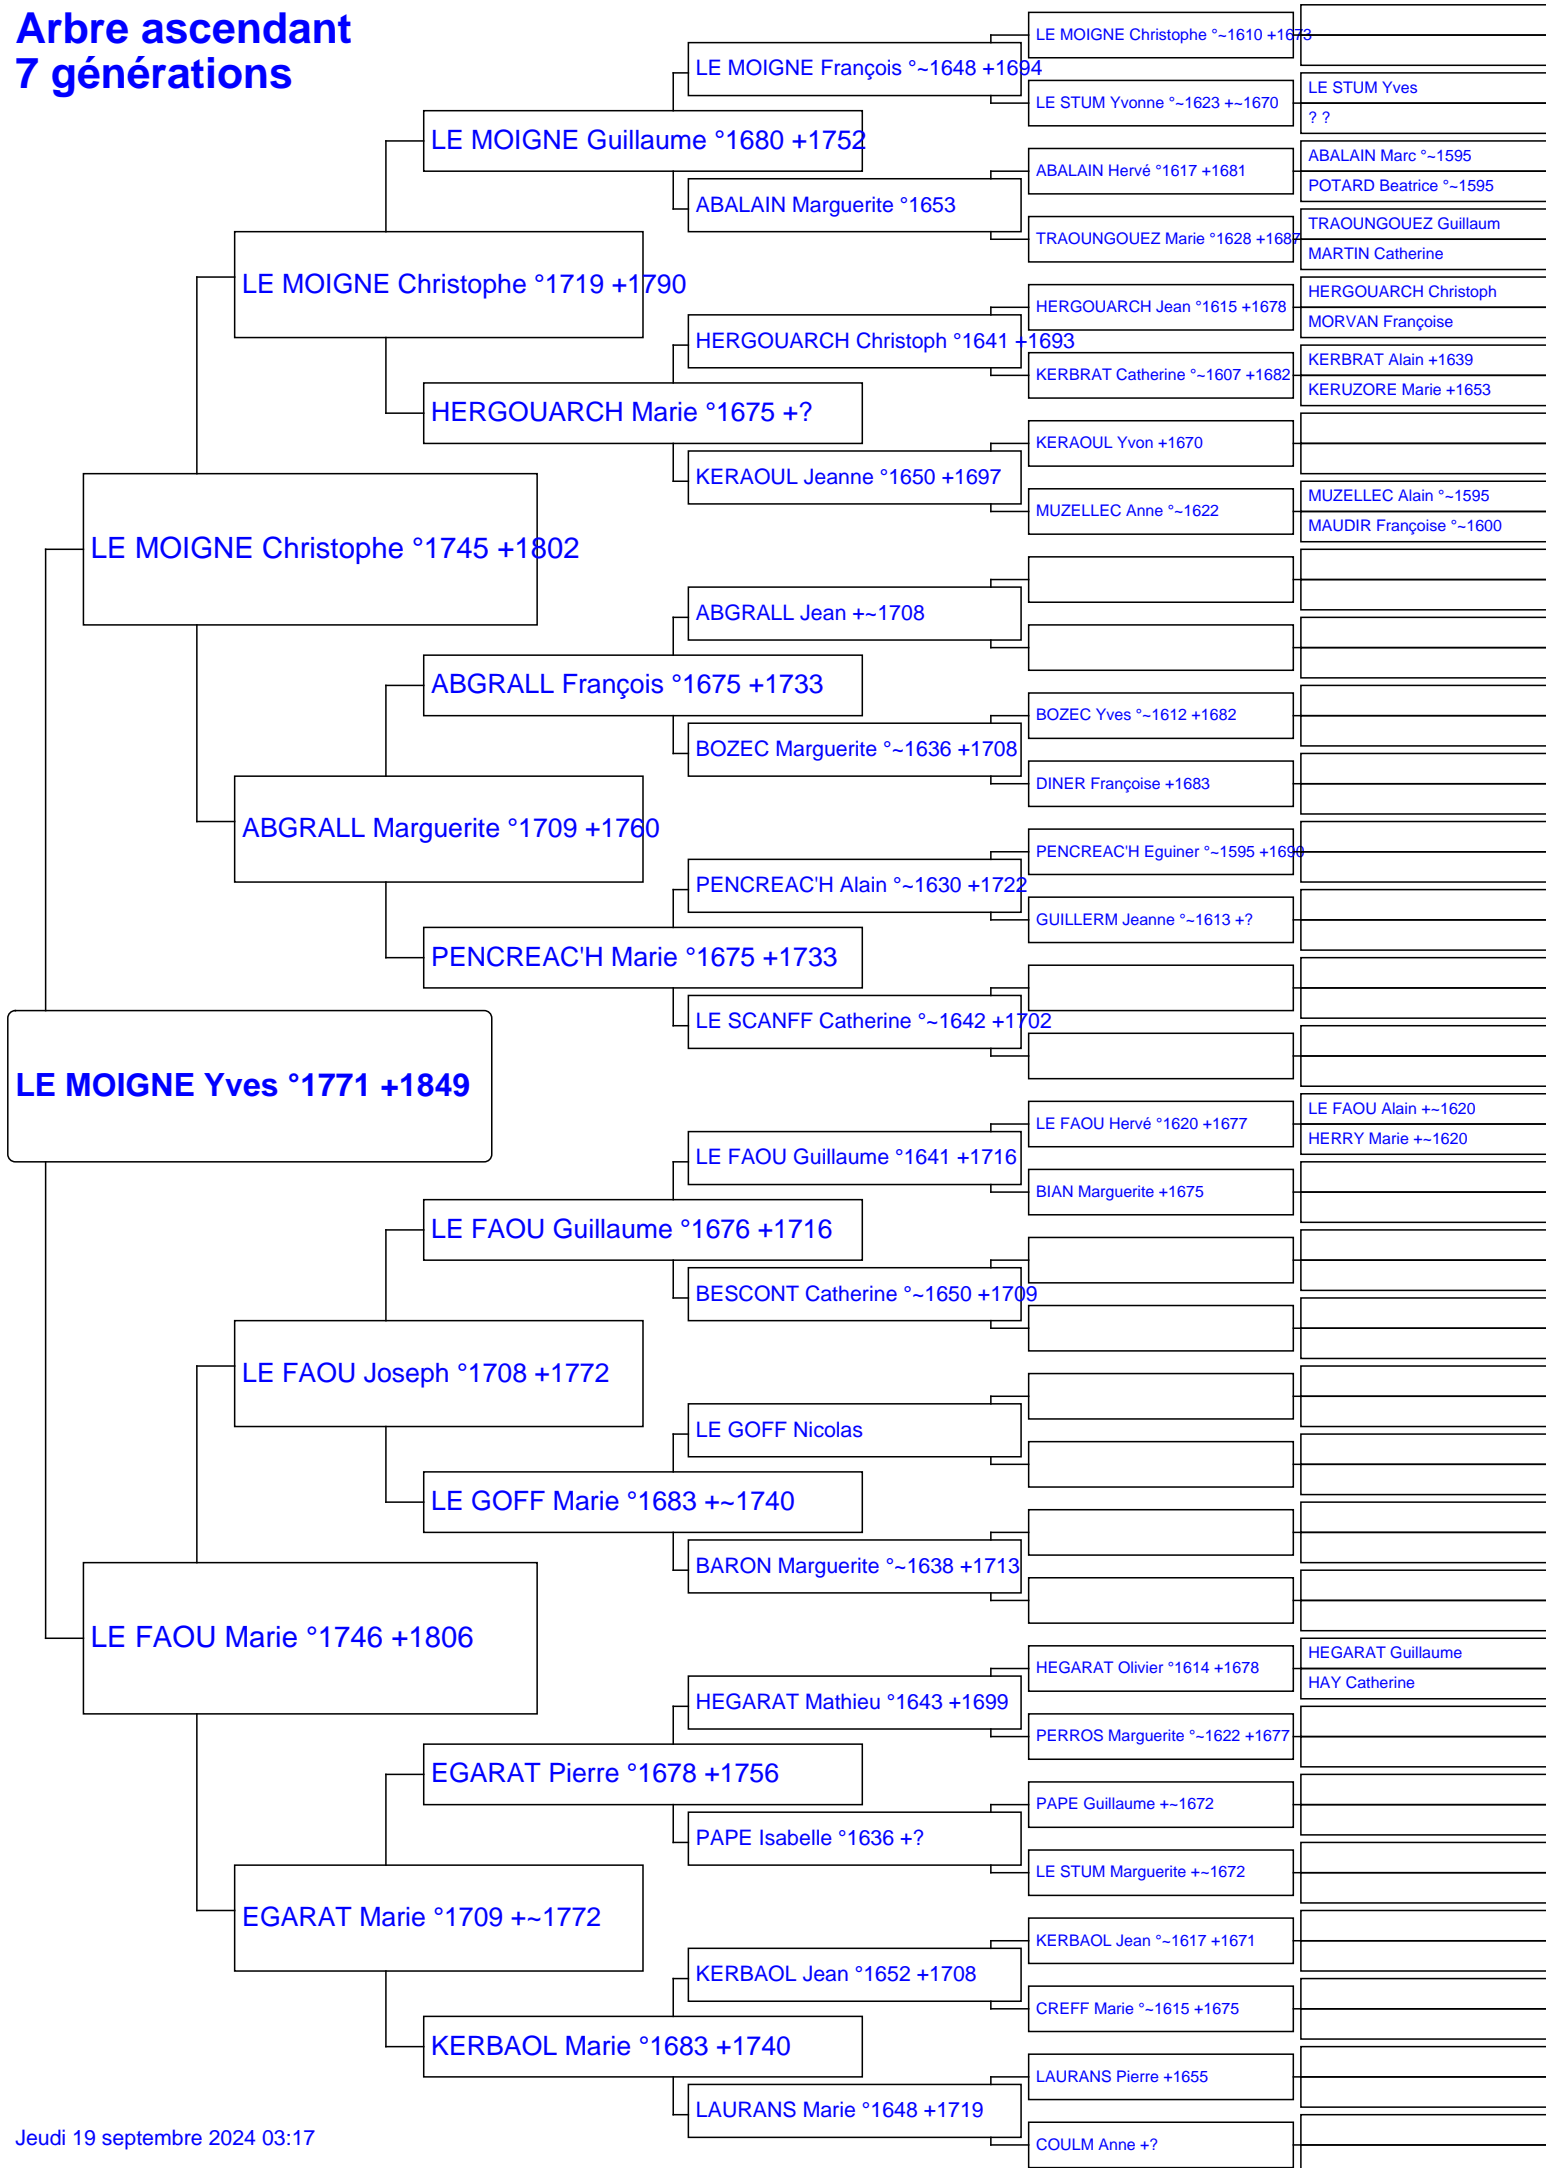 Arbre ascendant
7 générations
LE MOIGNE Yves °1771 +1849
LE MOIGNE Christophe °1745 +1802
LE FAOU Marie °1746 +1806
LE MOIGNE Christophe °1719 +1790
ABGRALL Marguerite °1709 +1760
LE FAOU Joseph °1708 +1772
EGARAT Marie °1709 +~1772
LE MOIGNE Guillaume °1680 +1752
HERGOUARCH Marie °1675 +?
ABGRALL François °1675 +1733
PENCREAC'H Marie °1675 +1733
LE FAOU Guillaume °1676 +1716
LE GOFF Marie °1683 +~1740
EGARAT Pierre °1678 +1756
KERBAOL Marie °1683 +1740
LE MOIGNE François °~1648 +1694
ABALAIN Marguerite °1653
HERGOUARCH Christoph °1641 +1693
KERAOUL Jeanne °1650 +1697
ABGRALL Jean +~1708
BOZEC Marguerite °~1636 +1708
PENCREAC'H Alain °~1630 +1722
LE SCANFF Catherine °~1642 +1702
LE FAOU Guillaume °1641 +1716
BESCONT Catherine °~1650 +1709
LE GOFF Nicolas
BARON Marguerite °~1638 +1713
HEGARAT Mathieu °1643 +1699
PAPE Isabelle °1636 +?
KERBAOL Jean °1652 +1708
LAURANS Marie °1648 +1719
LE MOIGNE Christophe °~1610 +1673
LE STUM Yvonne °~1623 +~1670
ABALAIN Hervé °1617 +1681
TRAOUNGOUEZ Marie °1628 +1687
HERGOUARCH Jean °1615 +1678
KERBRAT Catherine °~1607 +1682
KERAOUL Yvon +1670
MUZELLEC Anne °~1622
BOZEC Yves °~1612 +1682
DINER Françoise +1683
PENCREAC'H Eguiner °~1595 +1690
GUILLERM Jeanne °~1613 +?
LE FAOU Hervé °1620 +1677
BIAN Marguerite +1675
HEGARAT Olivier °1614 +1678
PERROS Marguerite °~1622 +1677
PAPE Guillaume +~1672
LE STUM Marguerite +~1672
KERBAOL Jean °~1617 +1671
CREFF Marie °~1615 +1675
LAURANS Pierre +1655
COULM Anne +?
LE STUM Yves
? ?
ABALAIN Marc °~1595
POTARD Beatrice °~1595
TRAOUNGOUEZ Guillaum
MARTIN Catherine
HERGOUARCH Christoph
MORVAN Françoise
KERBRAT Alain +1639
KERUZORE Marie +1653
MUZELLEC Alain °~1595
MAUDIR Françoise °~1600
LE FAOU Alain +~1620
HERRY Marie +~1620
HEGARAT Guillaume
HAY Catherine
Jeudi 19 septembre 2024 03:17